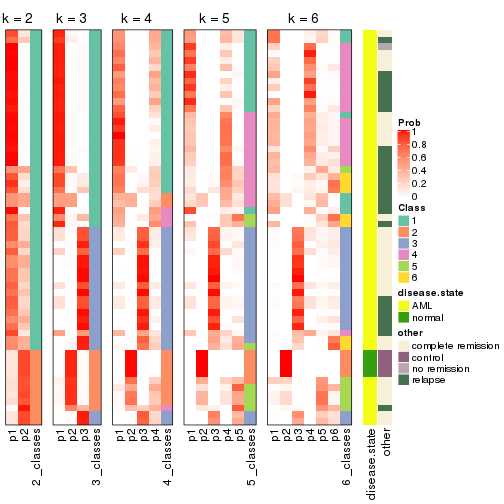 k = 2
k = 3
k = 4
k = 5
k = 6
Prob
1
0.8
0.6
0.4
0.2
0
Class
1
2
3
4
5
6
disease.state
AML
normal
other
complete remission
control
no remission
relapse
p1
p2
2_classes
p1
p2
p3
3_classes
p1
p2
p3
p4
4_classes
p1
p2
p3
p4
p5
5_classes
p1
p2
p3
p4
p5
p6
6_classes
disease.state
other